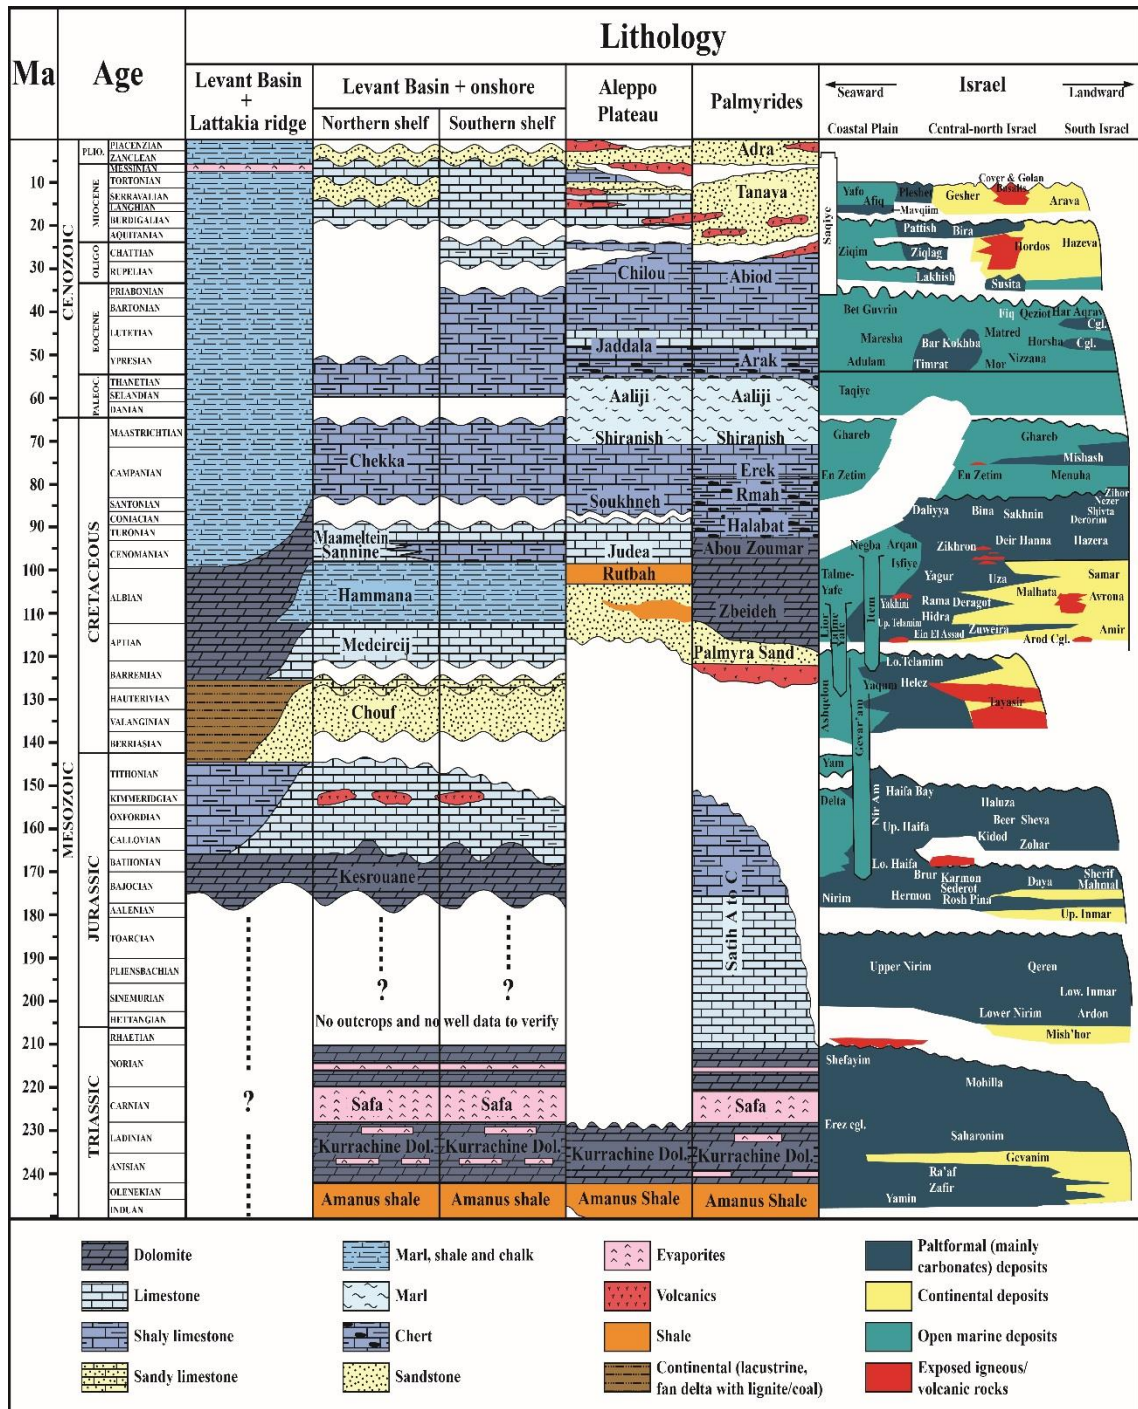 Ma
Age
Lithology
Levant Basin
+
Lattakia ridge
Levant Basin + onshore
Northern shelf
Southern shelf
Aleppo
Plateau
Palmyrides
Israel
Seaward
Landward
Coastal Plain
Central-north Israel
South Israel
10
20
30
40
50
60
70
80
90
100
110
120
130
140
150
160
170
180
190
200
210
220
230
240
CENOZOIC
MESOZOIC
PLIO.
MIOCENE
OLIGO
EOCENE
PALEOC.
CRETACEOUS
JURASSIC
TRIASSIC
PIACENZIAN
ZANCLEAN
MESSINIAN
TORTONIAN
SERRAVALIAN
LANGHIAN
BURDIGALIAN
AQUITANIAN
CHATTIAN
RUPELIAN
PRIABONIAN
BARTONIAN
LUTETIAN
YPRESIAN
THANETIAN
SELANDIAN
DANIAN
MAASTRICHTIAN
CAMPANIAN
SANTONIAN
CONIACIAN
TURONIAN
CENOMANIAN
ALBIAN
APTIAN
BARREMIAN
HAUTERIVIAN
VALANGINIAN
BERRIASIAN
TITHONIAN
KIMMERIDGIAN
OXFORDIAN
CALLOVIAN
BATHONIAN
BAJOCIAN
AALENIAN
TOARCIAN
PLIENSBACHIAN
SINEMURIAN
HETTANGIAN
RHAETIAN
NORIAN
CARNIAN
LADINIAN
ANISIAN
OLENEKIAN
INDUAN
?
Chekka
Maameltein
Sannine
Hammana
Medeireij
Chouf
Kesrouane
?
?
No outcrops and no well data to verify
Safa
Safa
Kurrachine Dol.
Kurrachine Dol.
Amanus shale
Amanus shale
Chilou
Jaddala
Aaliji
Shiranish
Soukhneh
Judea
Rutbah
Kurrachine Dol.
Amanus Shale
Adra
Tanava
Abiod
Arak
Aaliji
Shiranish
Erek
Rmah
Halabat
Abou Zoumar
Zbeideh
Palmyra Sand
Satih A to C
Safa
Kurrachine Dol.
Amanus Shale
Saqiye
Cover & Golan
Basalts
Yafo
Pleshet
Gesher
Afiq
Arava
Mavqiim
Pattish
Bira
Ziqim
Ziqlag
Hordos
Hazeva
Lakhish
Susita
Bet Guvrin
Fiq
Qeziot
Har Aqrav
Cgl.
Maresha
Matred
Bar Kokhba
Horsha
Cgl.
Adulam
Timrat
Mor
Nizzana
Taqiye
Ghareb
Ghareb
Mishash
En Zetim
En Zetim
Menuha
Zihor
Nezer
Shivta
Derorim
Daliyya
Bina
Sakhnin
Negba
Arqan
Zikhron
Deir Hanna
Hazera
Isfiye
Talme-
Yafe
Yagur
Uza
Samar
Malhata
Yakhini
Rama
Deragot
Avrona
Item
Hidra
Up. Telamim
Ein El Assad
Zuweira
Amir
Arod Cgl.
Lo.Telamim
Yaqum
Helez
Ashqelon
Gevar'am
Tayasir
Yam
Delta
Nir Am
Haifa Bay
Haluza
Up. Haifa
Beer Sheva
Kidod
Zohar
Lo. Haifa
Brur
Karmon
Sherif
Sederot
Daya
Mahmal
Nirim
Hermon
Rosh Pina
Up. Inmar
Upper Nirim
Qeren
Low. Inmar
Lower Nirim
Ardon
Mish'hor
Shefayim
Mohilla
Erez cgl.
Saharonim
Gevanim
Ra'af
Zafir
Yamin
Dolomite
Limestone
Shaly limestone
Sandy limestone
Marl, shale and chalk
Marl
Chert
Sandstone
Evaporites
Volcanics
Shale
Continental (lacustrine,
fan delta with lignite/coal)
Paltformal (mainly
carbonates) deposits
Continental deposits
Open marine deposits
Exposed igneous/
volcanic rocks